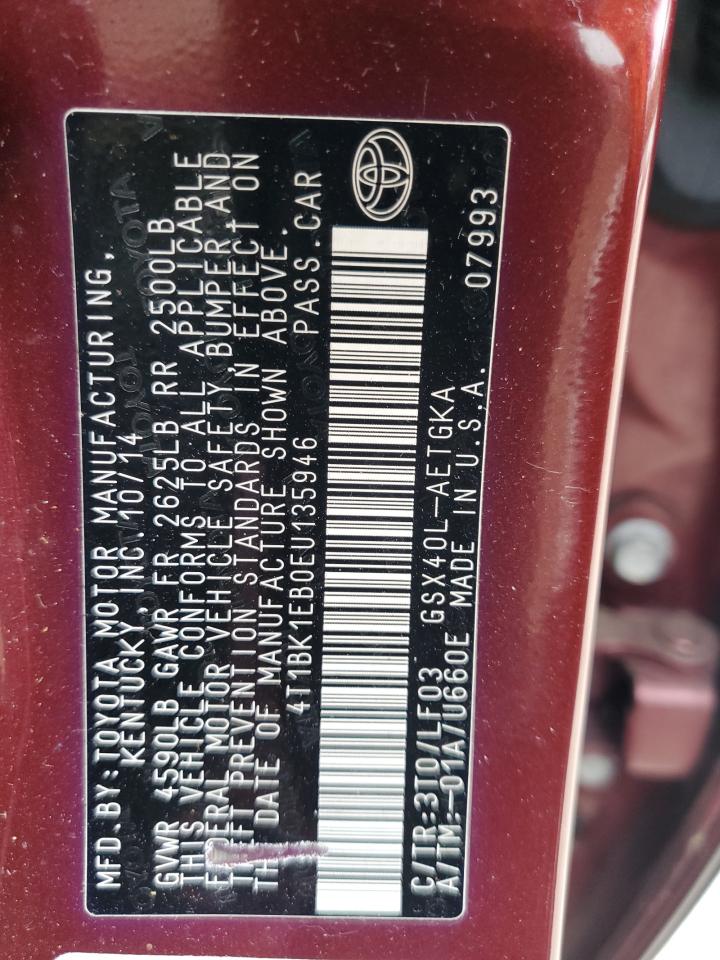 MFD.BY:TOYOTA MOTOR MANUFACTURING,
KENTUCKY, INC.10/14
GVWR 4590LB GAWR FR 2625LB RR 2500LB
THIS VEHICLE CONFORMS TO ALL APPLICABLE
FEDERAL MOTOR VEHICLE SAFETY,BUMPER,AND
THEFT PREVENTION STANDARDS IN EFFECT ON
THE DATE OF MANUFACTURE SHOWN ABOVE.
4T1BK1EB0EU135946 PASS.CAR
C/TR:3T0/LF03 GSX40L-AETGKA
A/TM:-01A/U660E MADE IN U.S.A. 07993